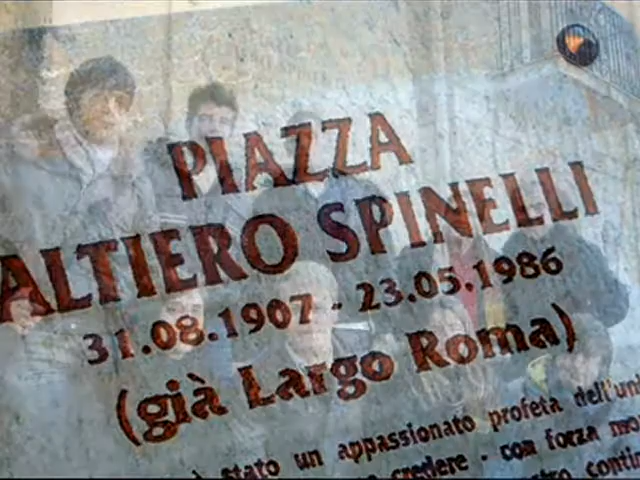 PIAZZA
ALTIERO SPINELLI
31.08.1907 - 23.05.1986
(già Largo Roma)
stato un appassionato profeta dell'
credere - con forza